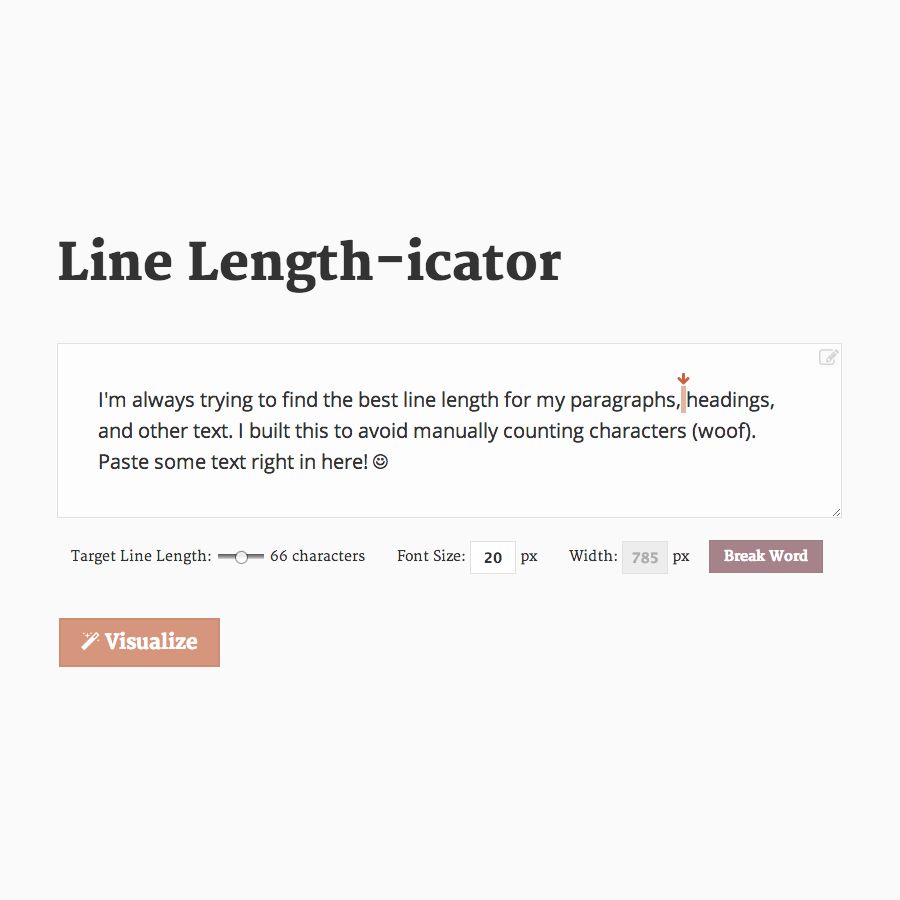 Line Length-icator
I'm always trying to find the best line length for my paragraphs, headings,
and other text. I built this to avoid manually counting characters (woof).
Paste some text right in here! ☺
Target Line Length: 66 characters Font Size: 20 px Width: 785 px Break Word
Visualize